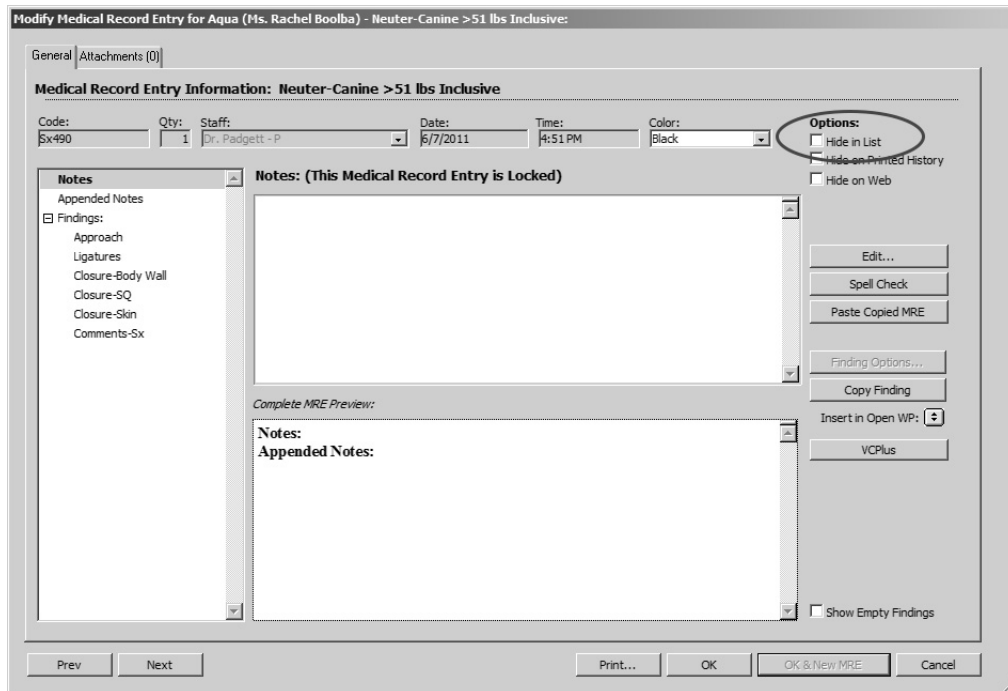 Modify Medical Record Entry for Aqua (Ms. Rachel Boolba) - Neuter-Canine >51 lbs Inclusive:
General Attachments (0)
Medical Record Entry Information: Neuter-Canine >51 lbs Inclusive
Code: Qty: Staff: Date: Time: Color: Options:
Sx490 1 Dr. Padgett - P 6/7/2011 4:51 PM Black Hide in List
Hide on Printed History
Hide on Web
Notes
Appended Notes
Findings:
Approach
Ligatures
Closure-Body Wall
Closure-SQ
Closure-Skin
Comments-Sx
Notes: (This Medical Record Entry is Locked)
Complete MRE Preview:
Notes:
Appended Notes:
Edit...
Spell Check
Paste Copied MRE
Finding Options...
Copy Finding
Insert in Open WP:
VCPlus
Show Empty Findings
Prev Next Print... OK OK & New MRE Cancel